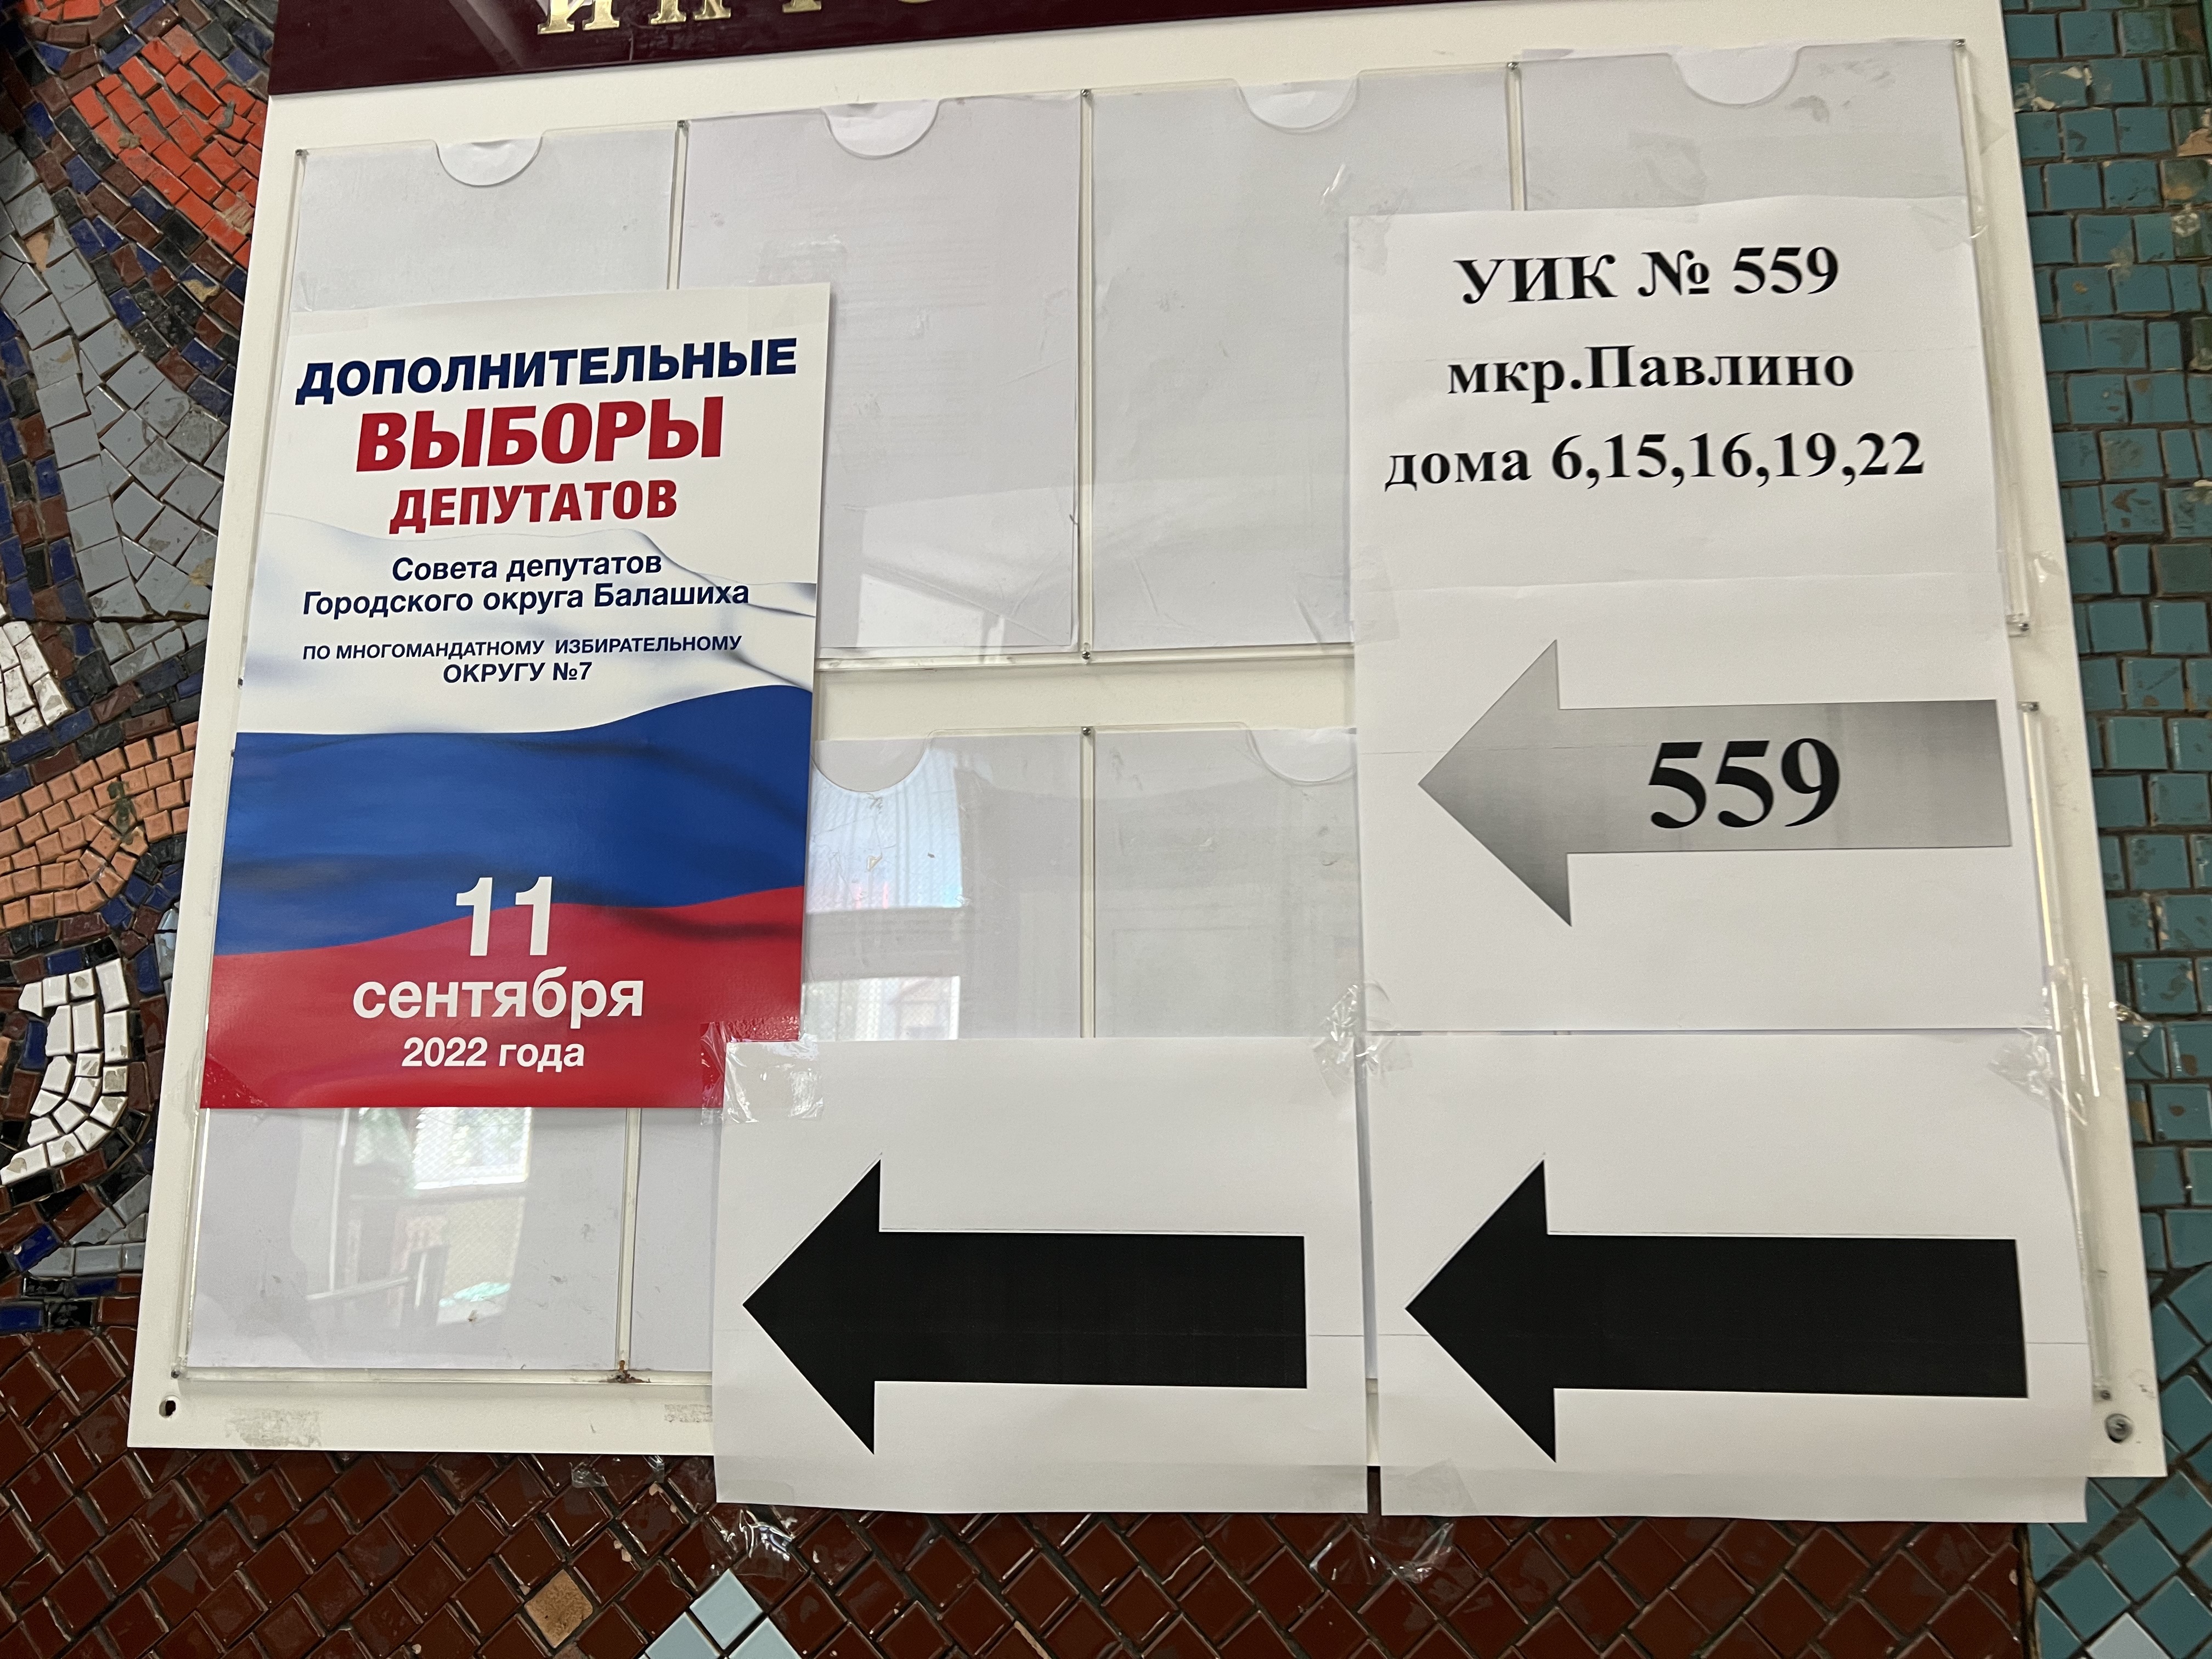 ДОПОЛНИТЕЛЬНЫЕ
ВЫБОРЫ
ДЕПУТАТОВ
Совета депутатов
Городского округа Балашиха
ПО МНОГОМАНДАТНОМУ ИЗБИРАТЕЛЬНОМУ
ОКРУГУ №7
11
сентября
2022 года
УИК № 559
мкр.Павлино
дома 6,15,16,19,22
559